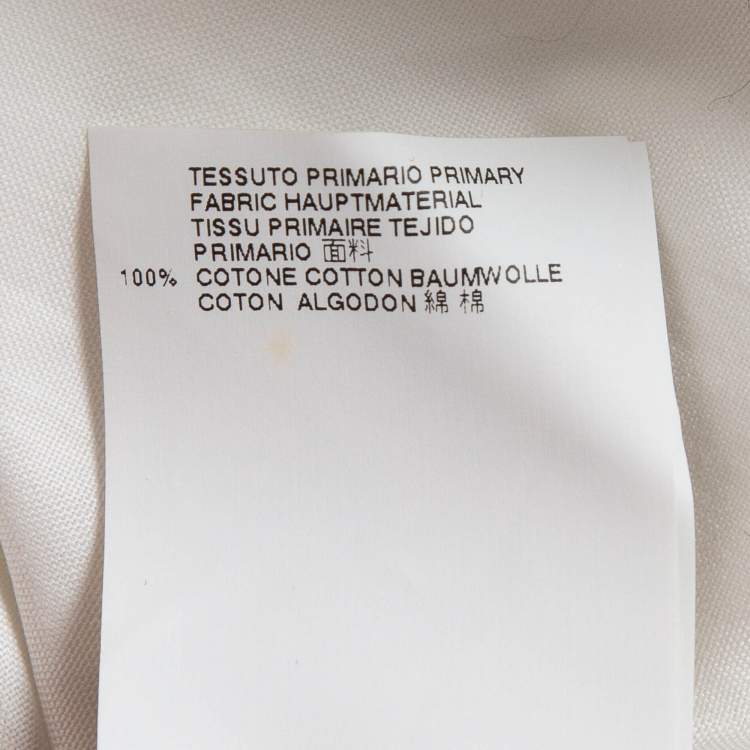 TESSUTO PRIMARIO PRIMARY
FABRIC HAUPTMATERIAL
TISSU PRIMAIRE TEJIDO
PRIMARIO 面料
100% COTONE COTTON BAUMWOLLE
COTON ALGODON 綿 棉